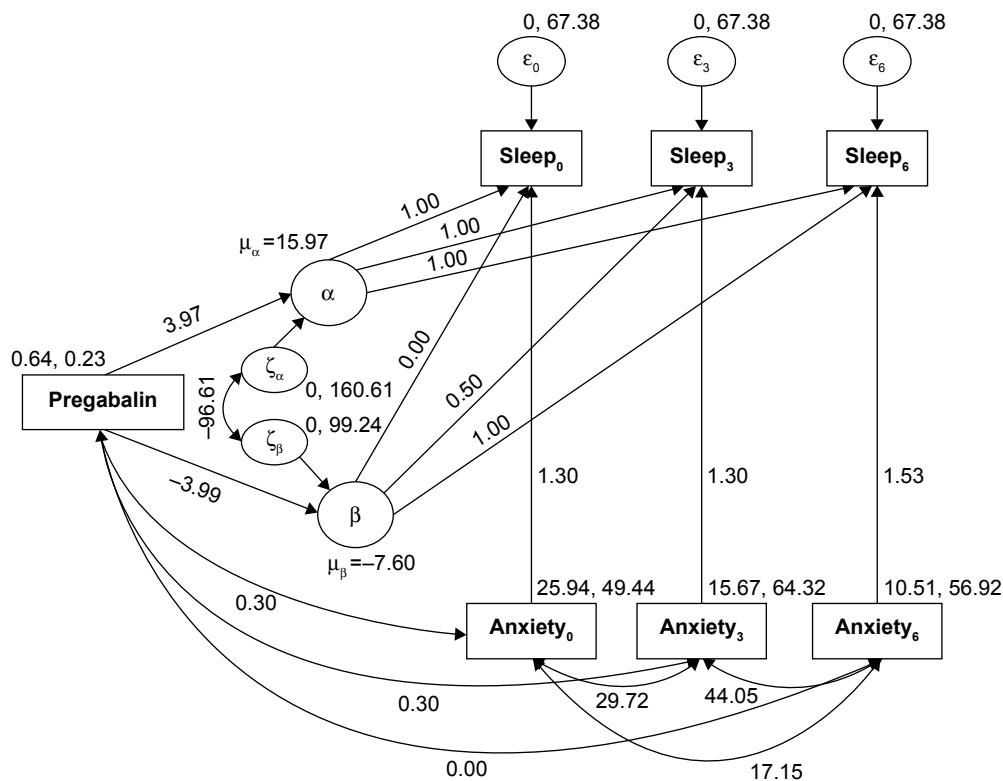 0, 67.38
0, 67.38
0, 67.38
ε₀
ε₃
ε₆
Sleep₀
Sleep₃
Sleep₆
1.00
1.00
1.00
μα =15.97
α
3.97
0.64, 0.23
Pregabalin
ζα
0, 160.61
–96.61
ζβ
0, 99.24
0.00
0.50
1.00
–3.99
β
μβ =–7.60
1.30
1.30
1.53
25.94, 49.44
15.67, 64.32
10.51, 56.92
Anxiety₀
Anxiety₃
Anxiety₆
0.30
0.30
0.00
29.72
44.05
17.15